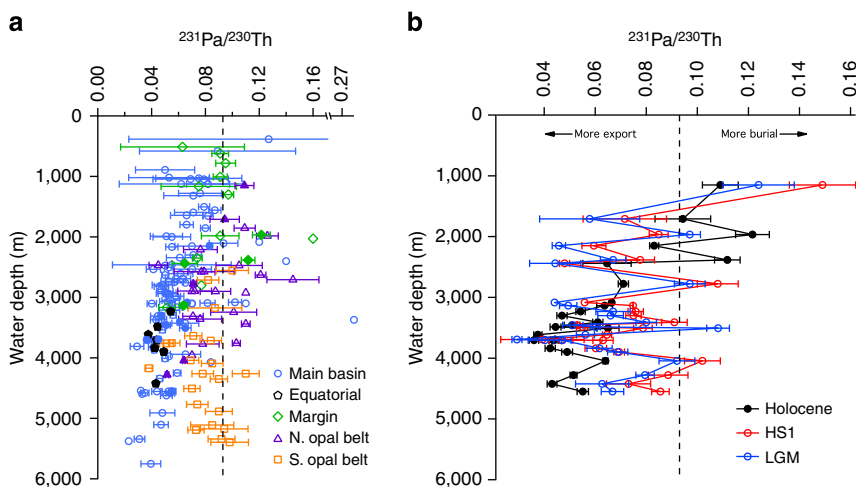 a
231Pa/230Th
0.00 0.04 0.08 0.12 0.16 0.27
Water depth (m)
0
1,000
2,000
3,000
4,000
5,000
6,000
Main basin
Equatorial
Margin
N. opal belt
S. opal belt
b
231Pa/230Th
0.04 0.06 0.08 0.10 0.12 0.14 0.16
More export
More burial
Water depth (m)
0
1,000
2,000
3,000
4,000
5,000
6,000
Holocene
HS1
LGM